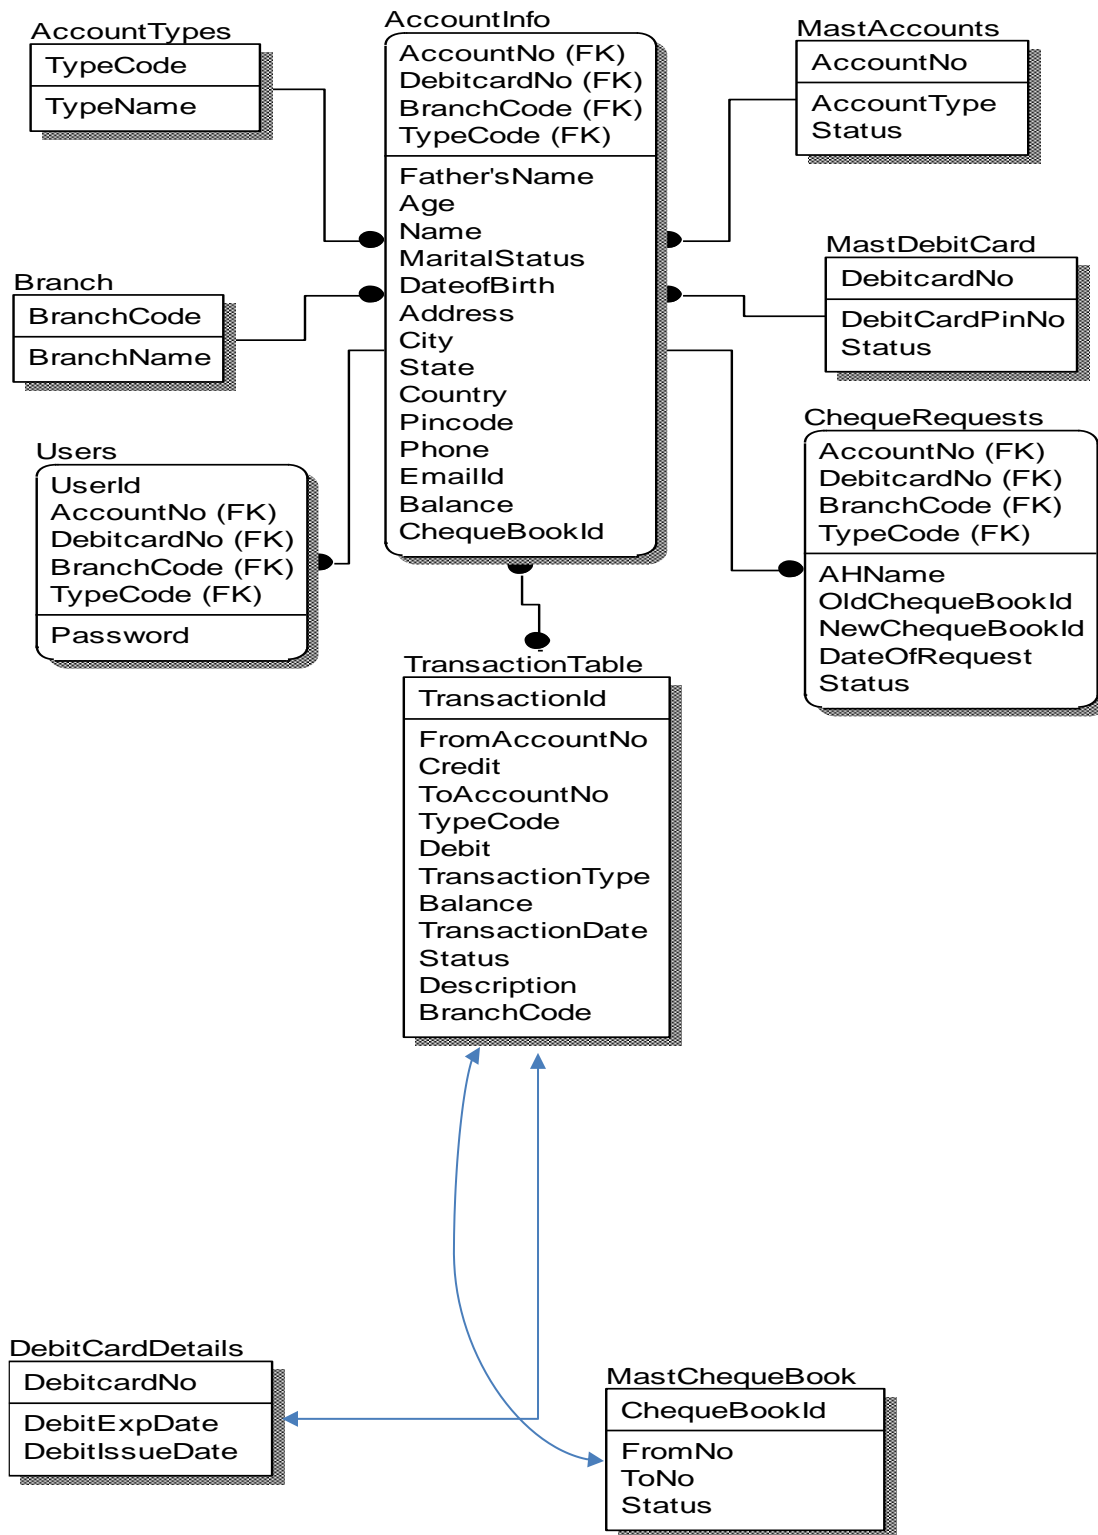 AccountTypes
TypeCode
TypeName
AccountInfo
AccountNo (FK)
DebitcardNo (FK)
BranchCode (FK)
TypeCode (FK)
Father'sName
Age
Name
MaritalStatus
DateofBirth
Address
City
State
Country
Pincode
Phone
EmailId
Balance
ChequeBookId
MastAccounts
AccountNo
AccountType
Status
MastDebitCard
DebitcardNo
DebitCardPinNo
Status
Branch
BranchCode
BranchName
Users
UserId
AccountNo (FK)
DebitcardNo (FK)
BranchCode (FK)
TypeCode (FK)
Password
ChequeRequests
AccountNo (FK)
DebitcardNo (FK)
BranchCode (FK)
TypeCode (FK)
AHName
OldChequeBookId
NewChequeBookId
DateOfRequest
Status
TransactionTable
TransactionId
FromAccountNo
Credit
ToAccountNo
TypeCode
Debit
TransactionType
Balance
TransactionDate
Status
Description
BranchCode
DebitCardDetails
DebitcardNo
DebitExpDate
DebitIssueDate
MastChequeBook
ChequeBookId
FromNo
ToNo
Status